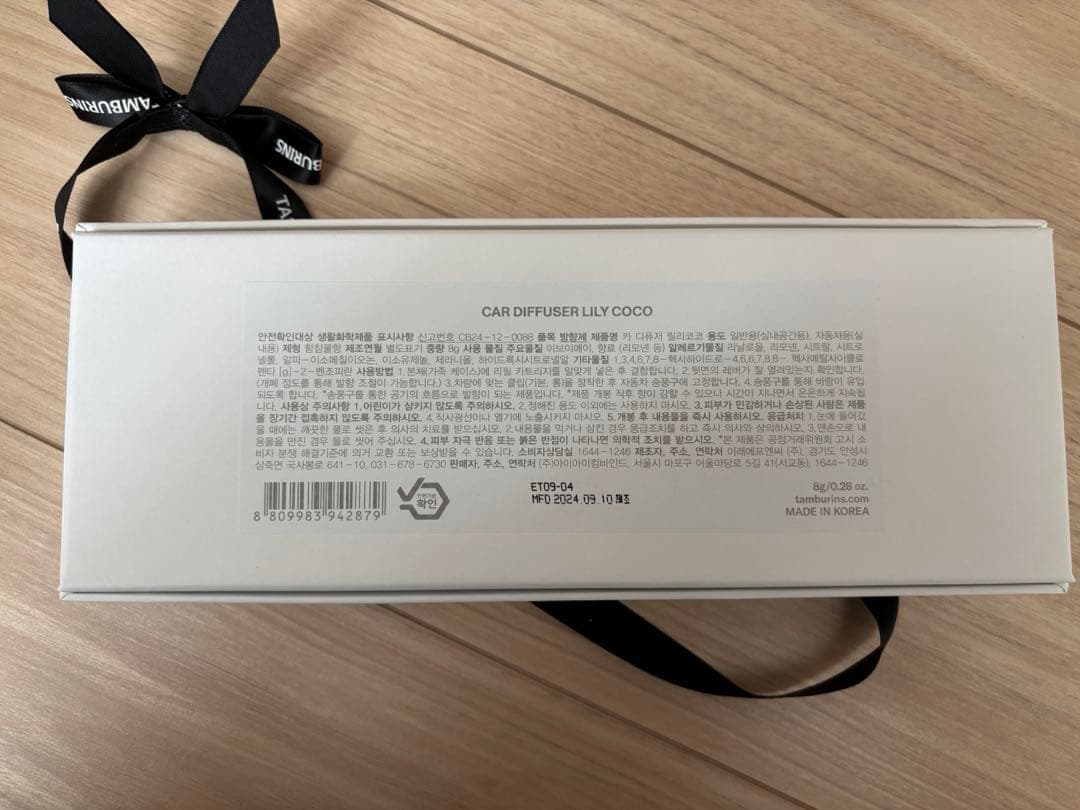 TAMBURINS
BURINS
TA
CAR DIFFUSER LILY COCO
안전확인대상 생활화학제품 표시사항 신고번호 CB24-12-0088 품목 방향제 제품명 카 디퓨저 릴리코코 용도 일반용(실내공간용), 자동차용(실
내용) 제형 함침물형 제조연월 별도표기 중량 8g 사용 물질 주요물질 이브이에이, 향료 (리모넨 등) 알레르기물질 리날로올, 리모넨, 시트랄, 시트로
넬롤, 알파-이소메칠이오논, 이소유제놀, 제라니올, 하이드록시시트로넬알 기타물질 1,3,4,6,7,8-헥사하이드로-4,6,6,7,8,8- 헥사메틸사이클로
펜타 [g]-2-벤조피란 사용방법 1.본체(가죽 케이스)에 리필 카트리지를 알맞게 넣은 후 결합합니다. 2.뒷면의 레버가 잘 열려있는지 확인합니다.
(개폐 정도를 통해 발향 조절이 가능합니다.) 3.차량에 맞는 클립(기본, 롱)을 장착한 후 자동차 송풍구에 고정합니다. 4.송풍구를 통해 바람이 유입
되도록 합니다. *송풍구를 통한 공기의 흐름으로 발향이 되는 제품입니다. *제품 개봉 직후 향이 강할 수 있으나 시간이 지나면서 은은하게 지속됩
니다. 사용상 주의사항 1.어린이가 삼키지 않도록 주의하십시오. 2.정해진 용도 이외에는 사용하지 마십시오. 3.피부가 민감하거나 손상된 사람은 제품
을 장기간 접촉하지 않도록 주의하십시오. 4. 직사광선이나 열기에 노출시키지 마십시오. 5.개봉 후 내용물을 즉시 사용하십시오. 응급처치 1.눈에 들어갔
을 때에는 깨끗한 물로 씻은 후 의사의 치료를 받으십시오. 2.내용물을 먹거나 삼킨 경우 응급조치를 하고 즉시 의사와 상의하십시오. 3.맨손으로 내
용물을 만진 경우 물로 씻어 주십시오. 4.피부 자극 반응 또는 붉은 반점이 나타나면 의학적 조치를 받으시오. *본 제품은 공정거래위원회 고시 소
비자 분쟁 해결기준에 의거 교환 또는 보상받을 수 있습니다. 소비자상담실 1644-1246 제조자, 주소, 연락처 이래에프엔씨 (주), 경기도 안성시
삼죽면 국사봉로 641-10, 031-678-6730 판매자, 주소, 연락처 (주)아이아이컴바인드, 서울시 마포구 어울마당로 5길 41(서교동), 1644-1246
8 809983 942879
안전기준
확인
ET09-04
MFD 2024.09.10 제조
8g/0.28 oz.
tamburins.com
MADE IN KOREA